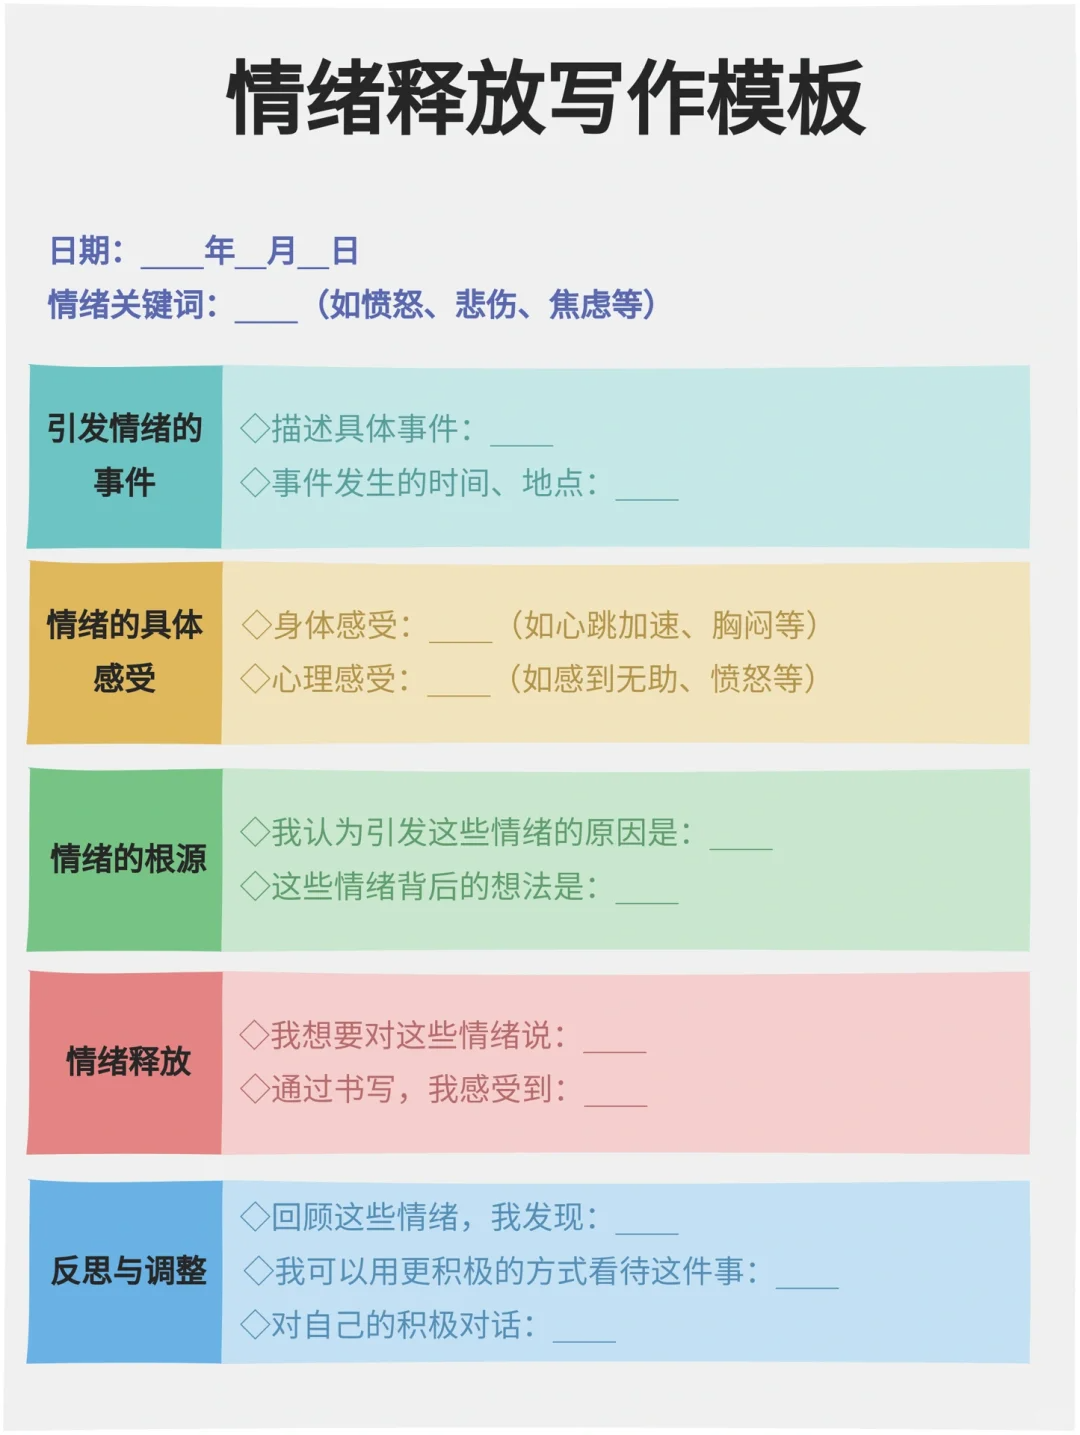 情绪释放写作模板
日期：____年__月__日
情绪关键词：____（如愤怒、悲伤、焦虑等）
引发情绪的
事件
◇描述具体事件：____
◇事件发生的时间、地点：____
情绪的具体
感受
◇身体感受：____（如心跳加速、胸闷等）
◇心理感受：____（如感到无助、愤怒等）
情绪的根源
◇我认为引发这些情绪的原因是：____
◇这些情绪背后的想法是：____
情绪释放
◇我想要对这些情绪说：____
◇通过书写，我感受到：____
反思与调整
◇回顾这些情绪，我发现：____
◇我可以用更积极的方式看待这件事：____
◇对自己的积极对话：____